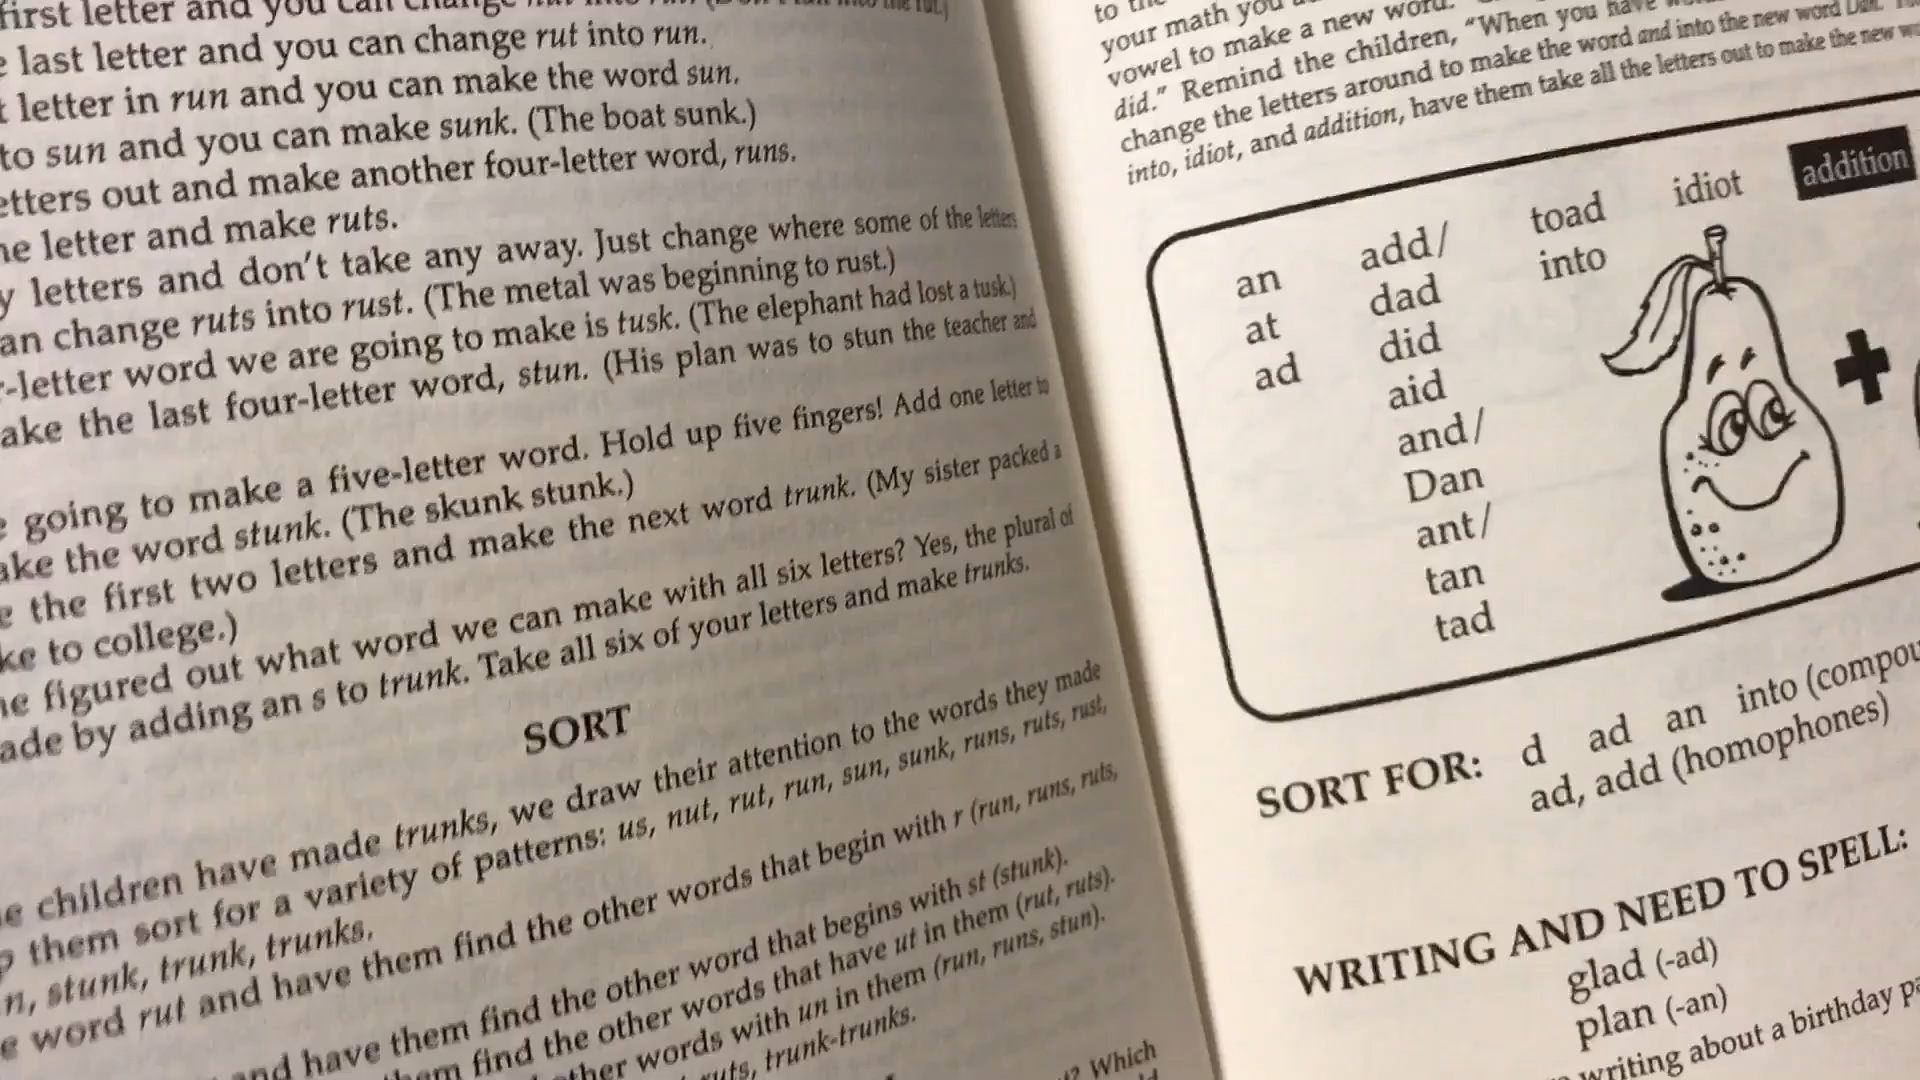 first letter and you can change
last letter and you can change rut into run.
letter in run and you can make the word sun.
to sun and you can make sunk. (The boat sunk.)
etters out and make another four-letter word, runs.
ne letter and make ruts.
y letters and don't take any away. Just change where some of the letters
an change ruts into rust. (The metal was beginning to rust.)
-letter word we are going to make is tusk. (The elephant had lost a tusk.)
ake the last four-letter word, stun. (His plan was to stun the teacher and
going to make a five-letter word. Hold up five fingers! Add one letter to
ake the word stunk. (The skunk stunk.)
e the first two letters and make the next word trunk. (My sister packed a
ke to college.)
ne figured out what word we can make with all six letters? Yes, the plural of
ade by adding an s to trunk. Take all six of your letters and make trunks.
SORT
e children have made trunks, we draw their attention to the words they made
p them sort for a variety of patterns: us, nut, rut, run, sun, sunk, runs, ruts, rust,
n, stunk, trunk, trunks.
e word rut and have them find the other words that begin with r (run, runs, ruts,
and have them find the other word that begins with st (stunk).
em find the other words that have ut in them (rut, ruts).
ther words with un in them (run, runs, stun).
ruts, trunk-trunks.
? Which
to the
your math you
vowel to make a new word.
did." Remind the children, "When you have
change the letters around to make the word and into the new word Dan.
into, idiot, and addition, have them take all the letters out to make the new
an add/ toad idiot addition
at dad into
ad did
aid
and/
Dan
ant/
tan
tad
+
SORT FOR: d ad an into (compou
ad, add (homophones)
WRITING AND NEED TO SPELL:
glad (-ad)
plan (-an)
writing about a birthday pa